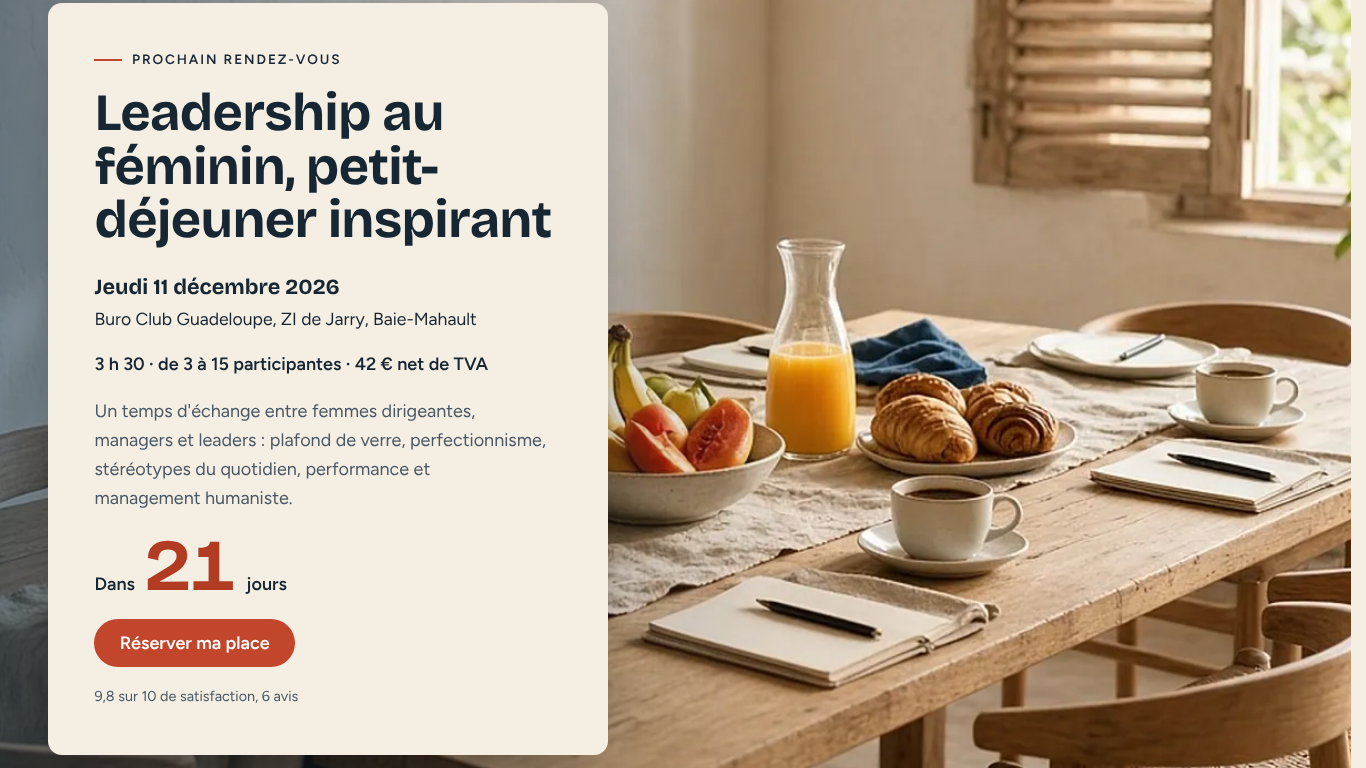 PROCHAIN RENDEZ-VOUS
Leadership au
féminin, petit-
déjeuner inspirant
Jeudi 11 décembre 2026
Buro Club Guadeloupe, ZI de Jarry, Baie-Mahault
3 h 30 · de 3 à 15 participantes · 42 € net de TVA
Un temps d'échange entre femmes dirigeantes,
managers et leaders : plafond de verre, perfectionnisme,
stéréotypes du quotidien, performance et
management humaniste.
Dans 21 jours
Réserver ma place
9,8 sur 10 de satisfaction, 6 avis